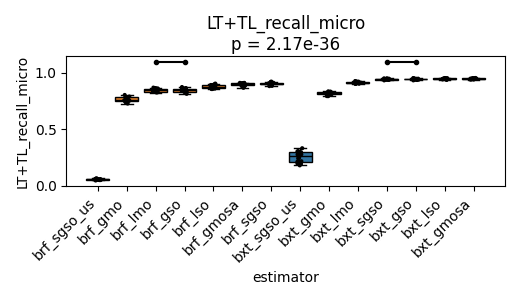 LT+TL_recall_micro
p = 2.17e-36
LT+TL_recall_micro
1.0
0.5
0.0
brf_sgso_us
brf_gmo
brf_lmo
brf_gso
brf_lso
brf_gmosa
brf_sgso
bxt_sgso_us
bxt_gmo
bxt_lmo
bxt_sgso
bxt_gso
bxt_lso
bxt_gmosa
estimator